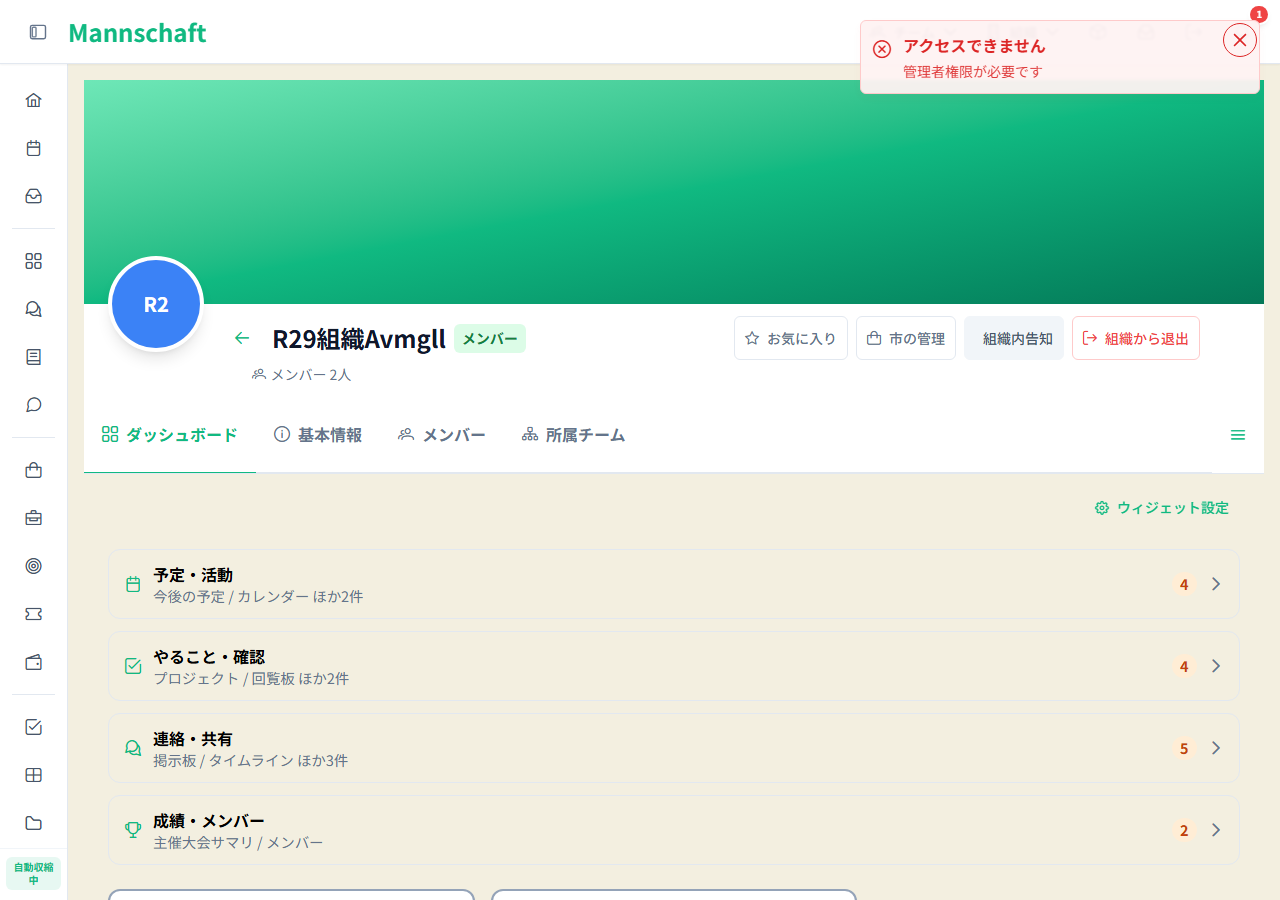 Mannschaft
1
アクセスできません
管理者権限が必要です
R2
R29組織Avmgll
メンバー
お気に入り
市の管理
組織内告知
組織から退出
メンバー 2人
ダッシュボード
基本情報
メンバー
所属チーム
ウィジェット設定
予定・活動
今後の予定 / カレンダー ほか2件
4
やること・確認
プロジェクト / 回覧板 ほか2件
4
連絡・共有
掲示板 / タイムライン ほか3件
5
成績・メンバー
主催大会サマリ / メンバー
2
自動収縮
中